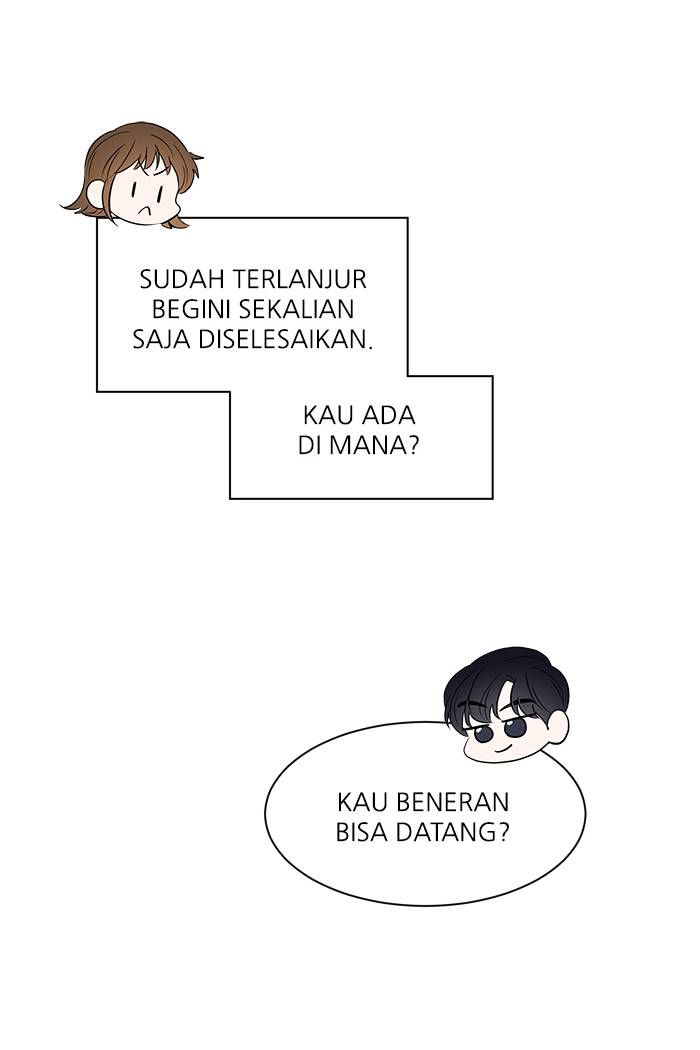 SUDAH TERLANJUR
BEGINI SEKALIAN
SAJA DISELESAIKAN.
KAU ADA
DI MANA?
KAU BENERAN
BISA DATANG?